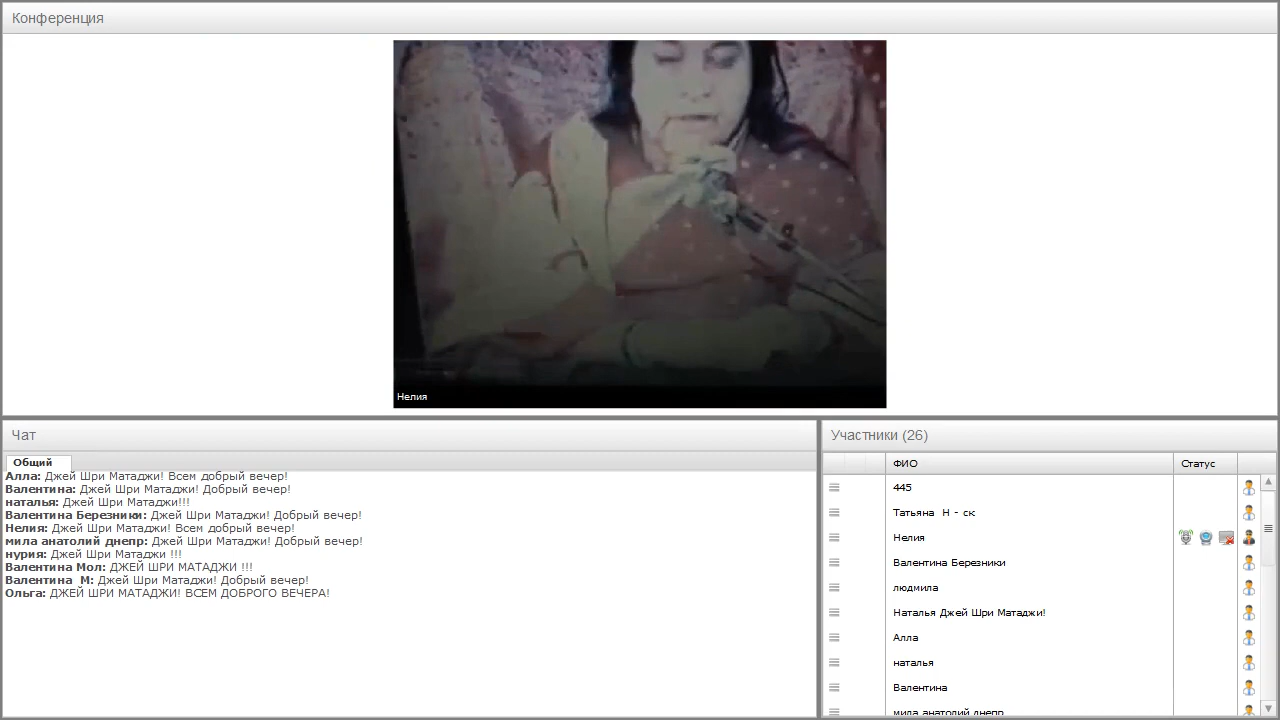 Конференция
Нелия
Чат
Общий
Алла: Джей Шри Матаджи! Всем добрый вечер!
Валентина: Джей Шри Матаджи! Добрый вечер!
наталья: Джей Шри Матаджи!!!
Валентина Березники: Джей Шри Матаджи! Добрый вечер!
Нелия: Джей Шри Матаджи! Всем добрый вечер!
мила анатолий днепр: Джей Шри Матаджи! Добрый вечер!
нурия: Джей Шри Матаджи !!!
Валентина Мол: ДЖЕЙ ШРИ МАТАДЖИ !!!
Валентина_М: Джей Шри Матаджи! Добрый вечер!
Ольга: ДЖЕЙ ШРИ МАТАДЖИ! ВСЕМ ДОБРОГО ВЕЧЕРА!
Участники (26)
ФИО Статус
445
Татьяна Н - ск
Нелия
Валентина Березники
людмила
Наталья Джей Шри Матаджи!
Алла
наталья
Валентина
мила анатолий днепр